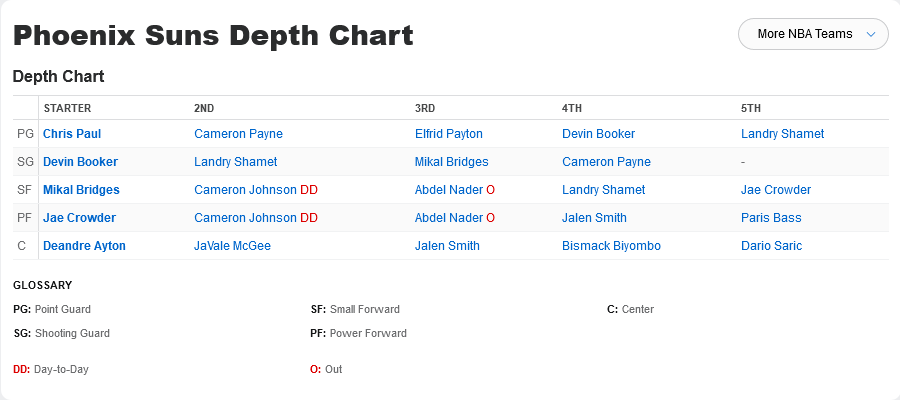 Phoenix Suns Depth Chart
More NBA Teams
Depth Chart
STARTER 2ND 3RD 4TH 5TH
PG Chris Paul Cameron Payne Elfrid Payton Devin Booker Landry Shamet
SG Devin Booker Landry Shamet Mikal Bridges Cameron Payne -
SF Mikal Bridges Cameron Johnson DD Abdel Nader O Landry Shamet Jae Crowder
PF Jae Crowder Cameron Johnson DD Abdel Nader O Jalen Smith Paris Bass
C Deandre Ayton JaVale McGee Jalen Smith Bismack Biyombo Dario Saric
GLOSSARY
PG: Point Guard SF: Small Forward C: Center
SG: Shooting Guard PF: Power Forward
DD: Day-to-Day O: Out